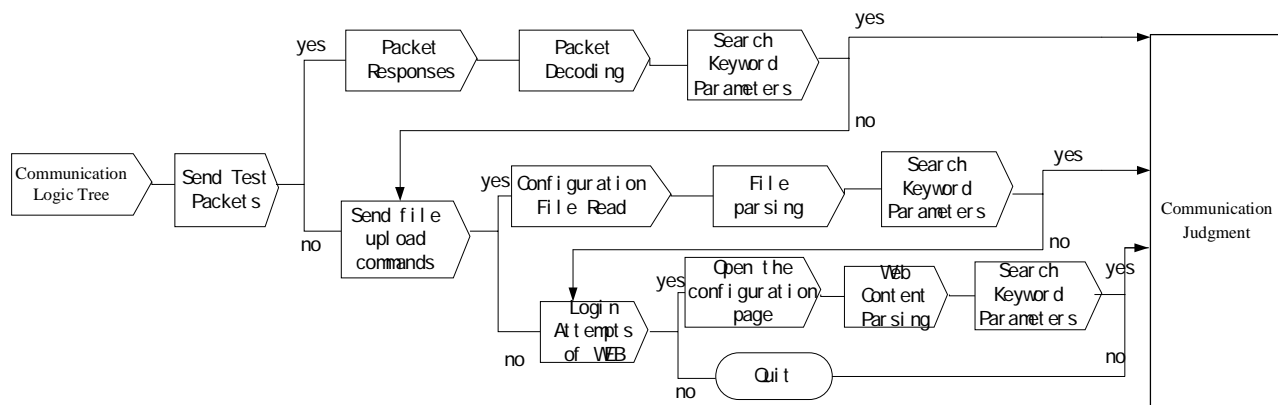 yes
Packet
Responses
Packet
Decoding
Search
Keyword
Parameters
yes
no
Communication
Logic Tree
Send Test
Packets
no
Send file
upload
commands
yes
Configuration
File Read
File
parsing
Search
Keyword
Parameters
yes
no
no
Login
Attempts
of WEB
yes
Open the
configuration
page
Web
Content
Parsing
Search
Keyword
Parameters
yes
no
no
Quit
Communication
Judgment